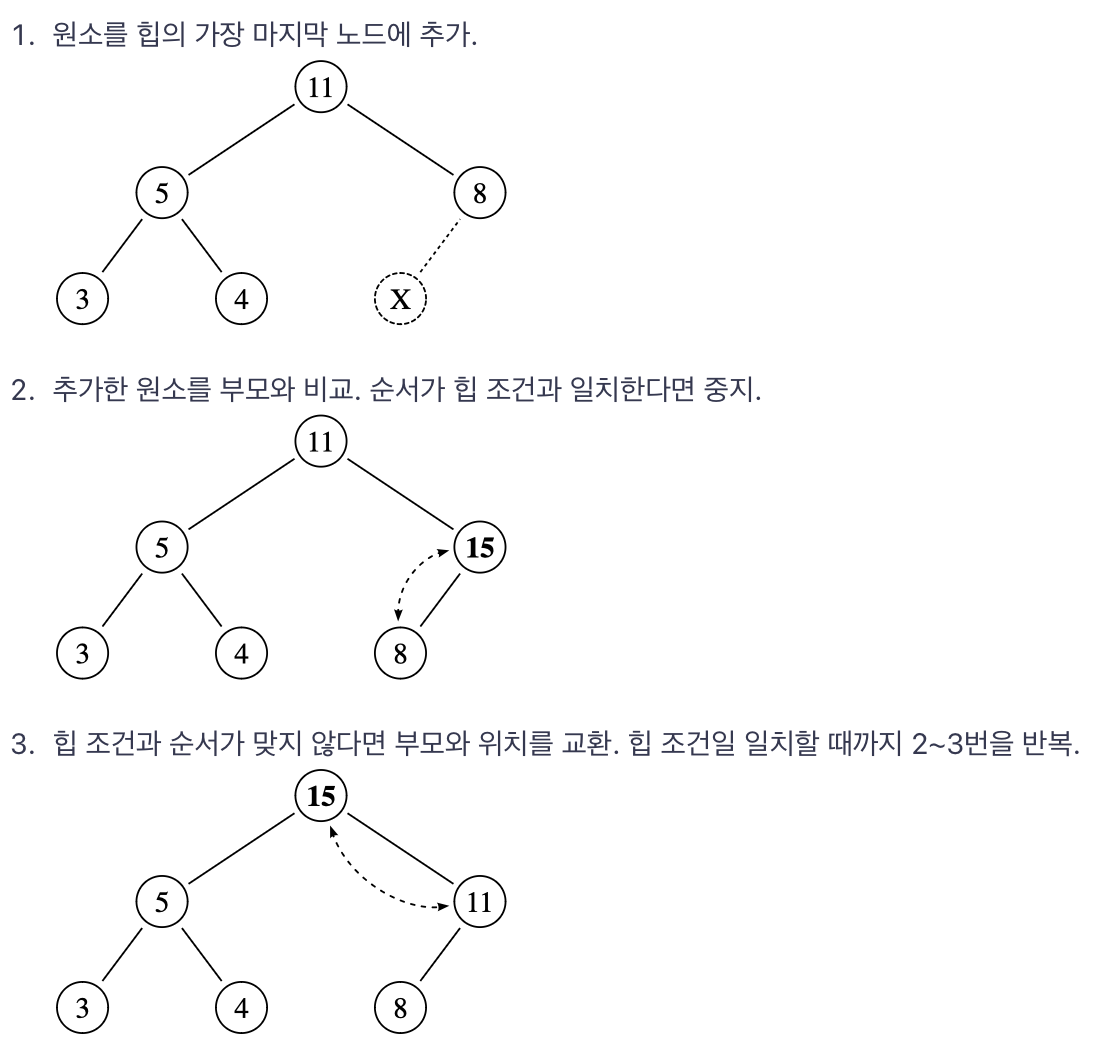 1. 원소를 힙의 가장 마지막 노드에 추가.
11
5 8
3 4 X
2. 추가한 원소를 부모와 비교. 순서가 힙 조건과 일치한다면 중지.
11
5 15
3 4 8
3. 힙 조건과 순서가 맞지 않다면 부모와 위치를 교환. 힙 조건일 일치할 때까지 2~3번을 반복.
15
5 11
3 4 8